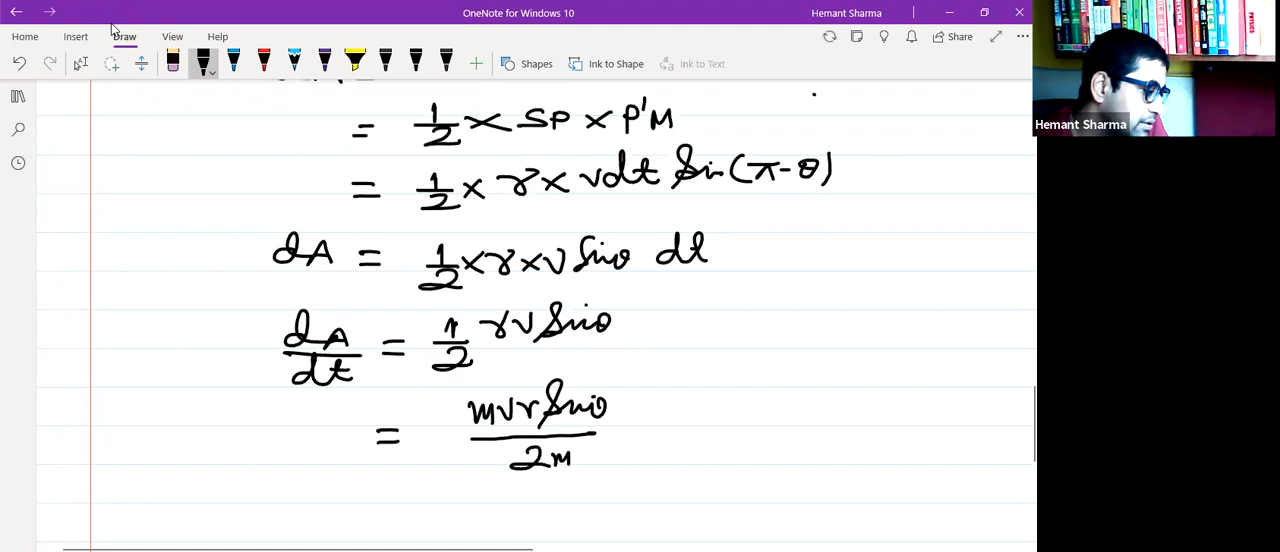 OneNote for Windows 10
Hemant Sharma
Home Insert Draw View Help
Share
Shapes Ink to Shape Ink to Text
= 1/2 × SP × P'M
= 1/2 × r × vdt Sin(π-θ)
dA = 1/2 × r × v Sinθ dt
dA/dt = 1/2 rv Sinθ
= mvr Sinθ / 2m
Hemant Sharma